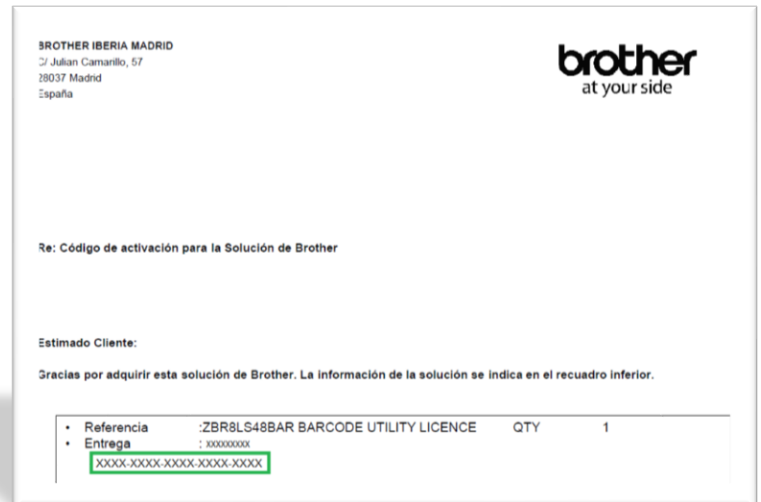 BROTHER IBERIA MADRID
C/ Julian Camarillo, 57
28037 Madrid
España
brother
at your side
Re: Código de activación para la Solución de Brother
Estimado Cliente:
Gracias por adquirir esta solución de Brother. La información de la solución se indica en el recuadro inferior.
• Referencia :ZBR8LS48BAR BARCODE UTILITY LICENCE QTY 1
• Entrega : xxxxxxxxx
XXXX-XXXX-XXXX-XXXX-XXXX